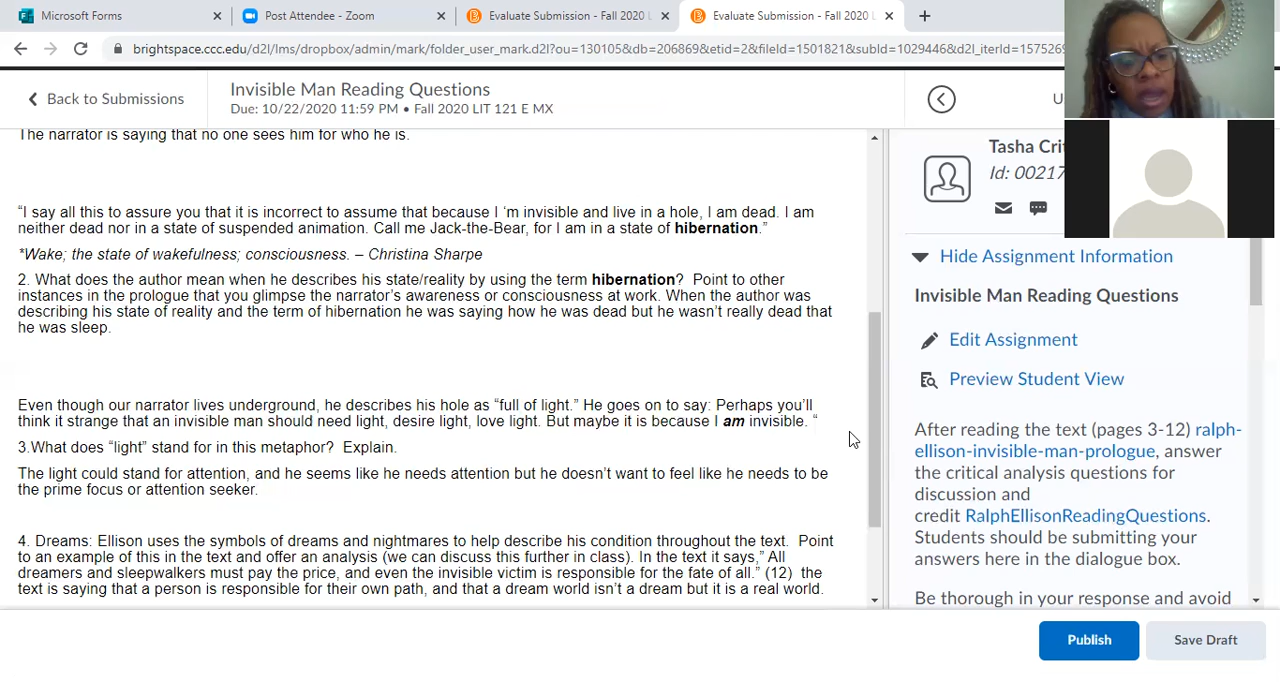 Microsoft Forms
Post Attendee - Zoom
Evaluate Submission - Fall 2020 L
Evaluate Submission - Fall 2020
brightspace.ccc.edu/d2l/lms/dropbox/admin/mark/folder_user_mark.d2l?ou=130105&db=206869&etid=2&fileId=1501821&subId=1029446&d2l_iterId=1575269
Back to Submissions
Invisible Man Reading Questions
Due: 10/22/2020 11:59 PM • Fall 2020 LIT 121 E MX
The narrator is saying that no one sees him for who he is.
“I say all this to assure you that it is incorrect to assume that because I ‘m invisible and live in a hole, I am dead. I am
neither dead nor in a state of suspended animation. Call me Jack-the-Bear, for I am in a state of hibernation.”
*Wake; the state of wakefulness; consciousness. – Christina Sharpe
2. What does the author mean when he describes his state/reality by using the term hibernation?  Point to other
instances in the prologue that you glimpse the narrator’s awareness or consciousness at work. When the author was
describing his state of reality and the term of hibernation he was saying how he was dead but he wasn’t really dead that
he was sleep.
Even though our narrator lives underground, he describes his hole as “full of light.” He goes on to say: Perhaps you’ll
think it strange that an invisible man should need light, desire light, love light. But maybe it is because I am invisible. “
3.What does “light” stand for in this metaphor?  Explain.
The light could stand for attention, and he seems like he needs attention but he doesn’t want to feel like he needs to be
the prime focus or attention seeker.
4. Dreams: Ellison uses the symbols of dreams and nightmares to help describe his condition throughout the text.  Point
to an example of this in the text and offer an analysis (we can discuss this further in class). In the text it says,” All
dreamers and sleepwalkers must pay the price, and even the invisible victim is responsible for the fate of all.” (12)  the
text is saying that a person is responsible for their own path, and that a dream world isn’t a dream but it is a real world.
U
Tasha Crit
Id: 00217
Hide Assignment Information
Invisible Man Reading Questions
Edit Assignment
Preview Student View
After reading the text (pages 3-12) ralph-
ellison-invisible-man-prologue, answer
the critical analysis questions for
discussion and
credit RalphEllisonReadingQuestions.
Students should be submitting your
answers here in the dialogue box.
Be thorough in your response and avoid
Publish
Save Draft